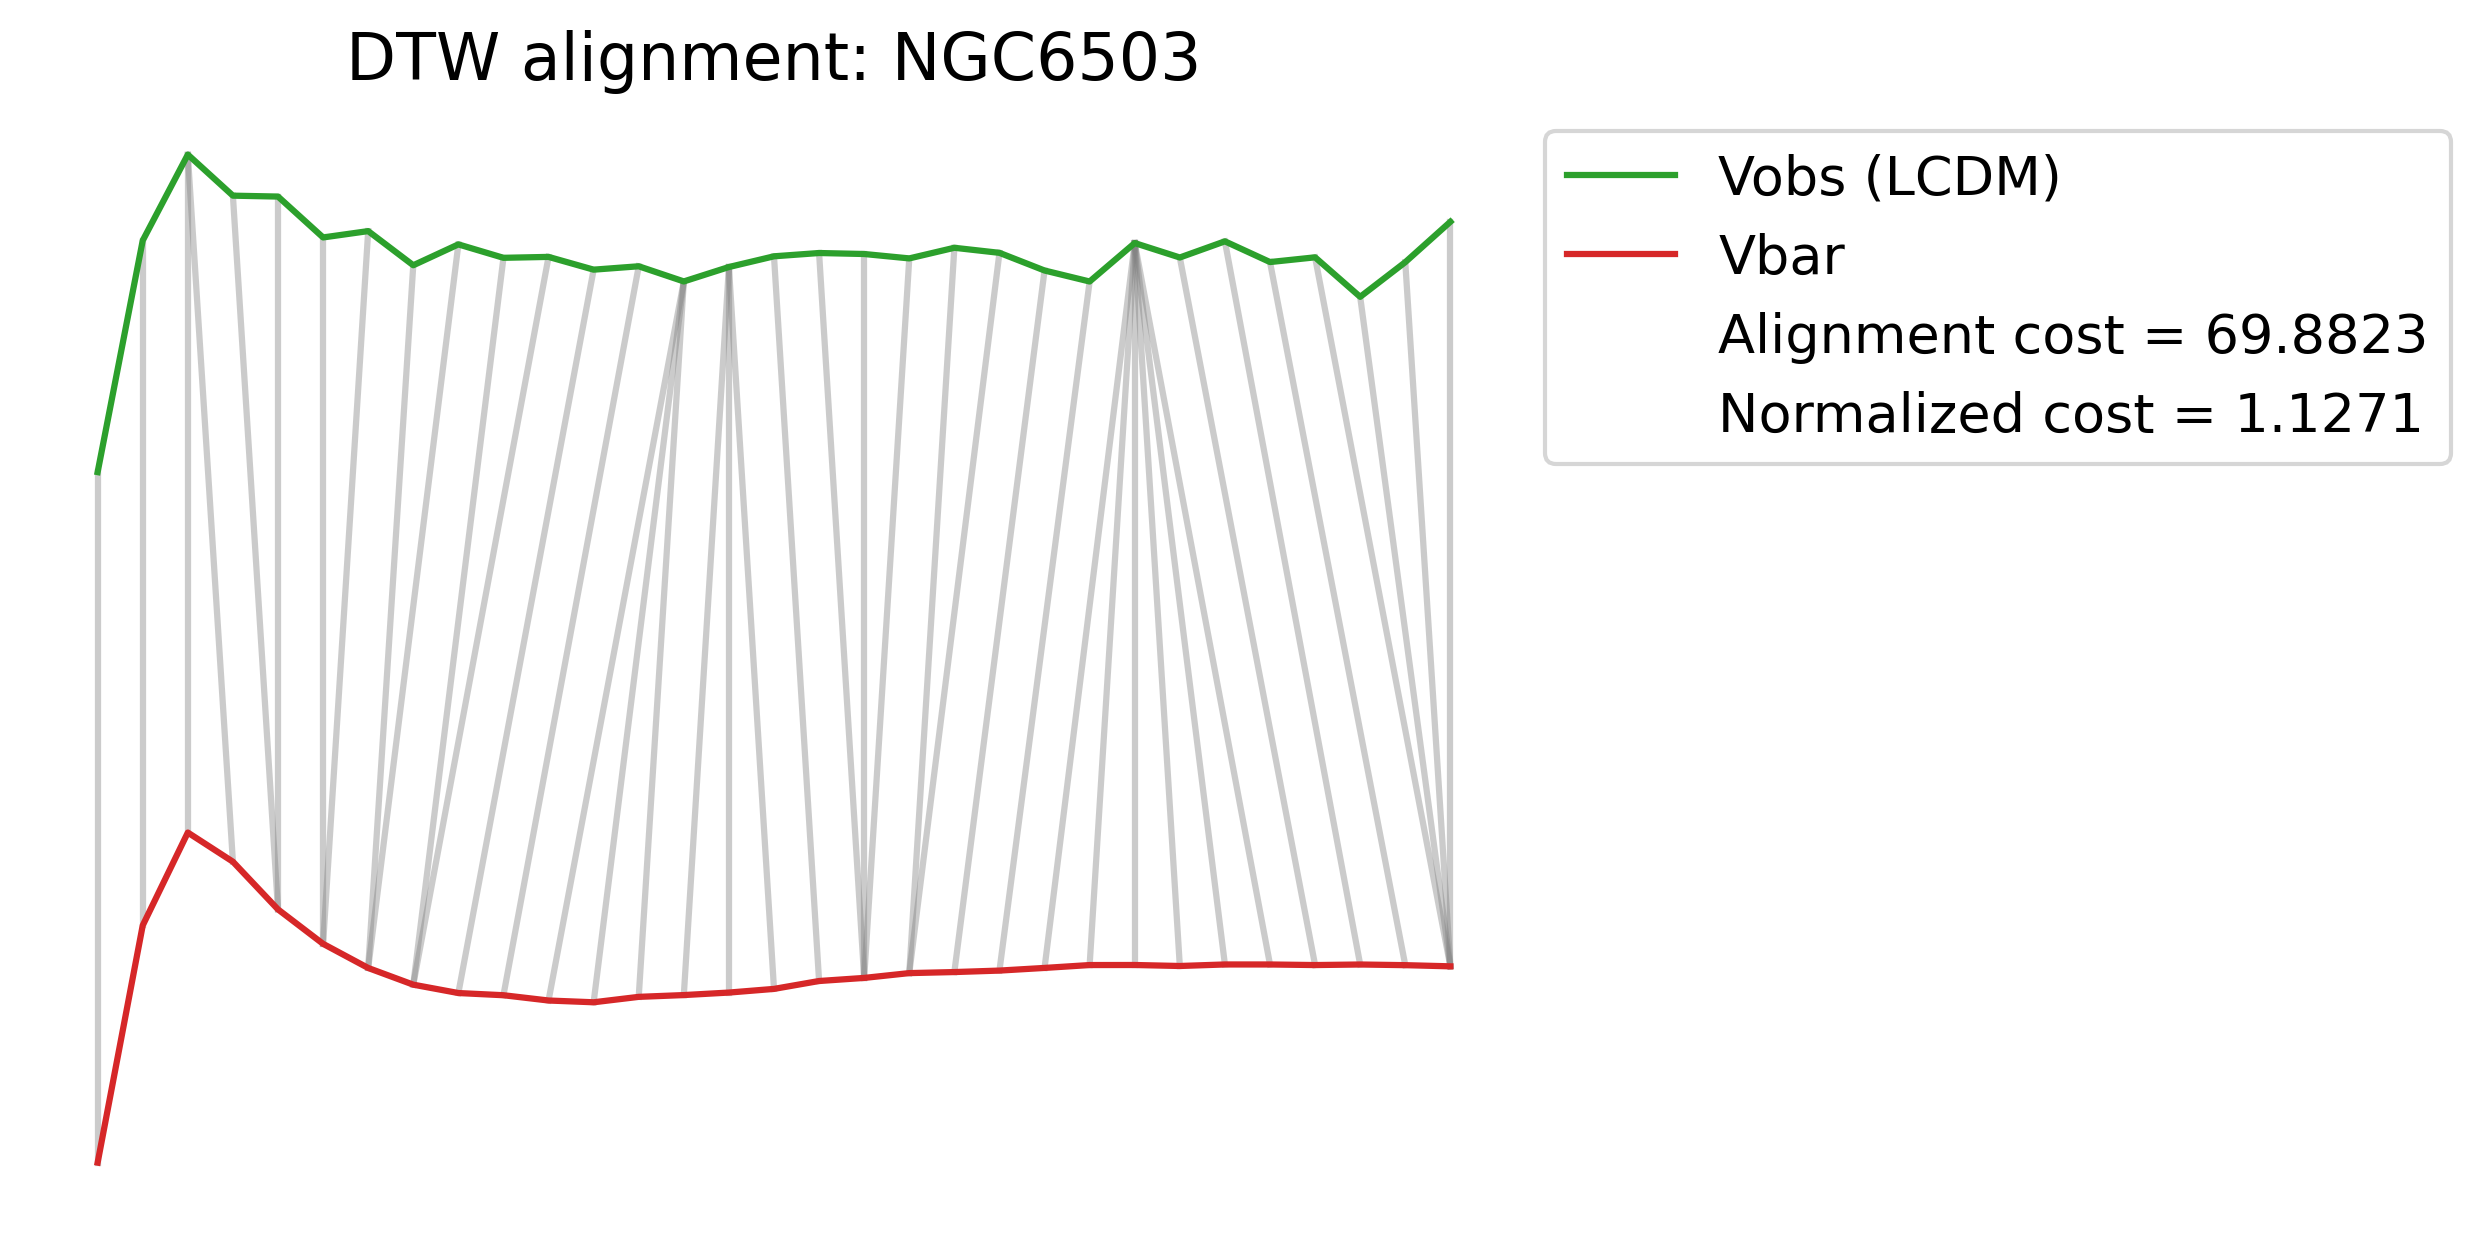 DTW alignment: NGC6503
Vobs (LCDM)
Vbar
Alignment cost = 69.8823
Normalized cost = 1.1271